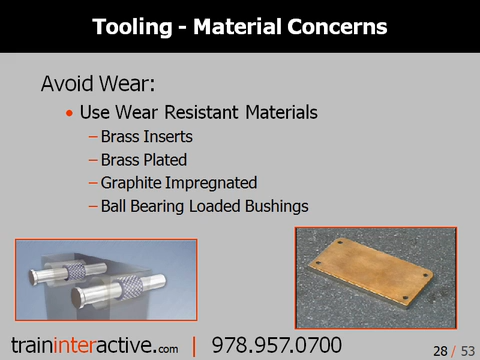 Tooling - Material Concerns
Avoid Wear:
• Use Wear Resistant Materials
– Brass Inserts
– Brass Plated
– Graphite Impregnated
– Ball Bearing Loaded Bushings
traininteractive.com | 978.957.0700
28 / 53